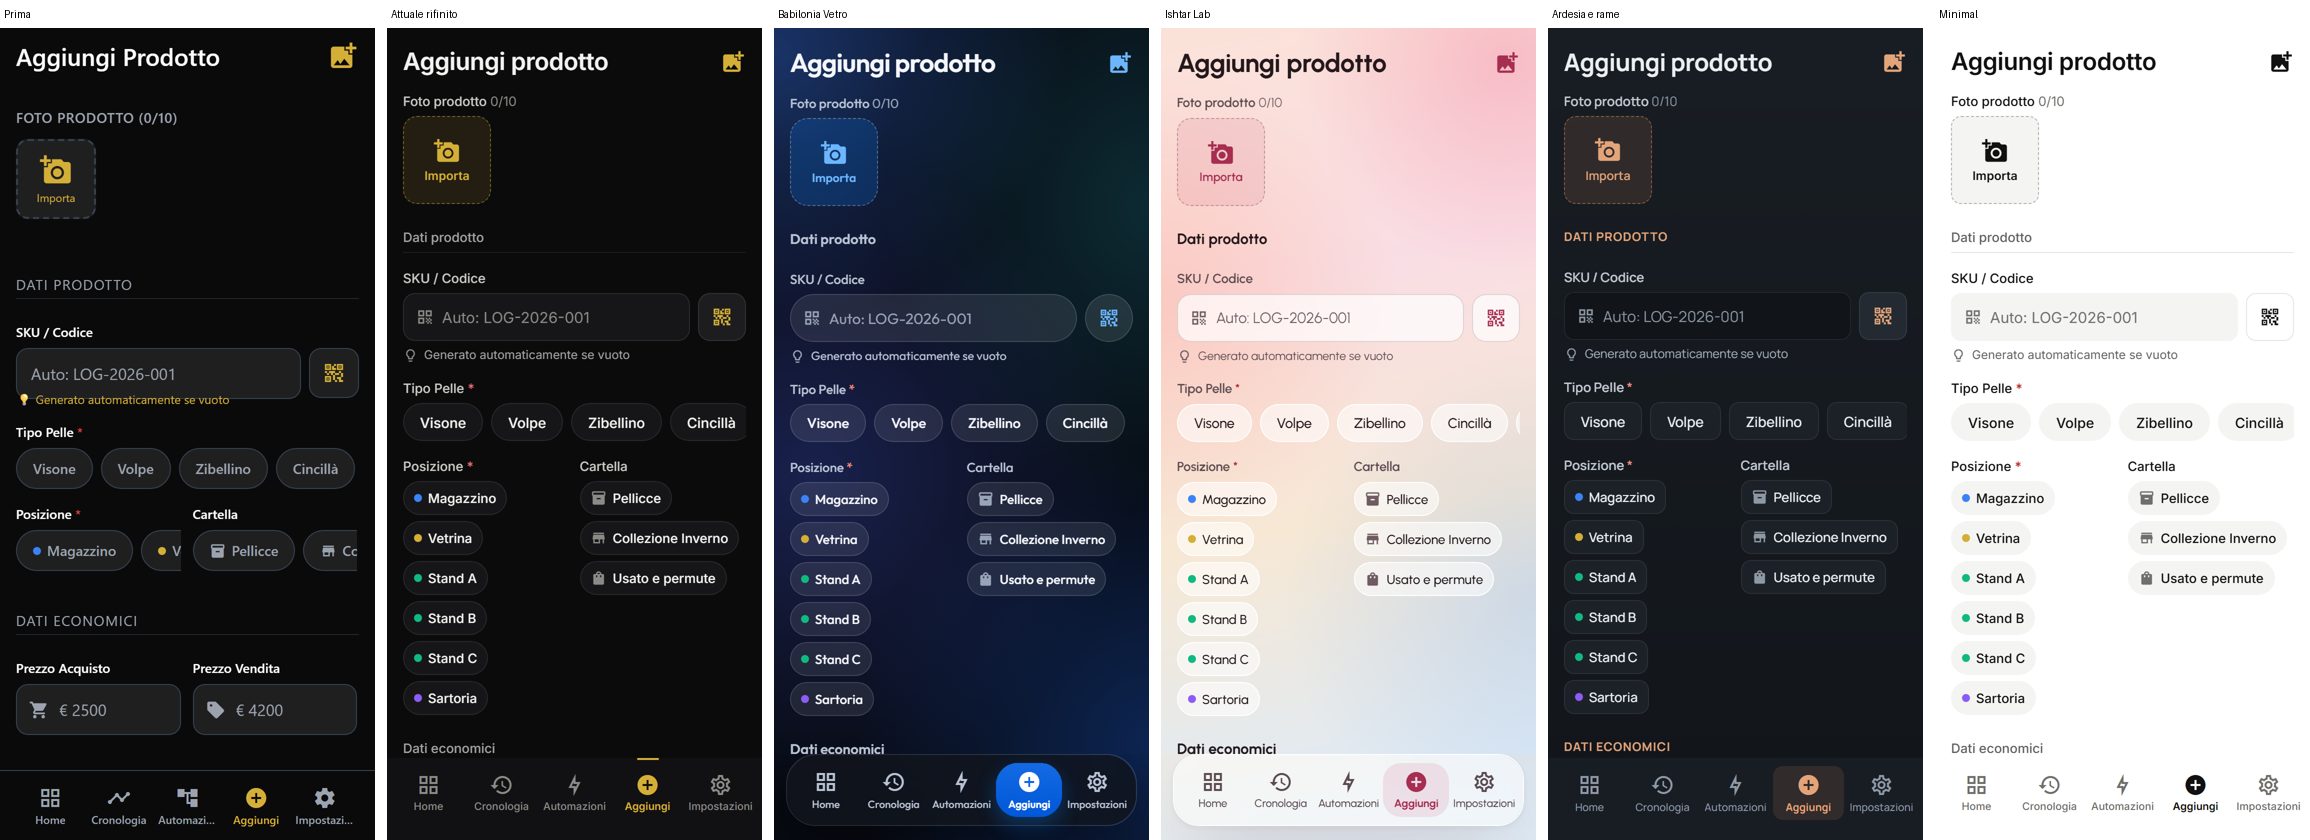 Prima
Aggiungi Prodotto
FOTO PRODOTTO (0/10)
Importa
DATI PRODOTTO
SKU / Codice
Auto: LOG-2026-001
Generato automaticamente se vuoto
Tipo Pelle *
Visone Volpe Zibellino Cincillà
Posizione * Cartella
Magazzino V Pellicce Co
DATI ECONOMICI
Prezzo Acquisto Prezzo Vendita
€ 2500 € 4200
Home Cronologia Automazi... Aggiungi Impostazi...
Attuale rifinito
Aggiungi prodotto
Foto prodotto 0/10
Importa
Dati prodotto
SKU / Codice
Auto: LOG-2026-001
Generato automaticamente se vuoto
Tipo Pelle *
Visone Volpe Zibellino Cincillà
Posizione * Cartella
Magazzino Pellicce
Vetrina Collezione Inverno
Stand A Usato e permute
Stand B
Stand C
Sartoria
Dati economici
Home Cronologia Automazioni Aggiungi Impostazioni
Babilonia Vetro
Aggiungi prodotto
Foto prodotto 0/10
Importa
Dati prodotto
SKU / Codice
Auto: LOG-2026-001
Generato automaticamente se vuoto
Tipo Pelle *
Visone Volpe Zibellino Cincillà
Posizione * Cartella
Magazzino Pellicce
Vetrina Collezione Inverno
Stand A Usato e permute
Stand B
Stand C
Sartoria
Dati economici
Home Cronologia Automazioni Aggiungi Impostazioni
Ishtar Lab
Aggiungi prodotto
Foto prodotto 0/10
Importa
Dati prodotto
SKU / Codice
Auto: LOG-2026-001
Generato automaticamente se vuoto
Tipo Pelle *
Visone Volpe Zibellino Cincillà
Posizione * Cartella
Magazzino Pellicce
Vetrina Collezione Inverno
Stand A Usato e permute
Stand B
Stand C
Sartoria
Dati economici
Home Cronologia Automazioni Aggiungi Impostazioni
Ardesia e rame
Aggiungi prodotto
Foto prodotto 0/10
Importa
DATI PRODOTTO
SKU / Codice
Auto: LOG-2026-001
Generato automaticamente se vuoto
Tipo Pelle *
Visone Volpe Zibellino Cincillà
Posizione * Cartella
Magazzino Pellicce
Vetrina Collezione Inverno
Stand A Usato e permute
Stand B
Stand C
Sartoria
DATI ECONOMICI
Home Cronologia Automazioni Aggiungi Impostazioni
Minimal
Aggiungi prodotto
Foto prodotto 0/10
Importa
Dati prodotto
SKU / Codice
Auto: LOG-2026-001
Generato automaticamente se vuoto
Tipo Pelle *
Visone Volpe Zibellino Cincillà
Posizione * Cartella
Magazzino Pellicce
Vetrina Collezione Inverno
Stand A Usato e permute
Stand B
Stand C
Sartoria
Dati economici
Home Cronologia Automazioni Aggiungi Impostazioni